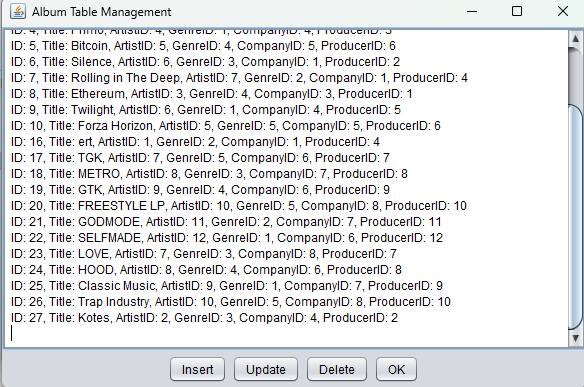 Album Table Management
ID: 4, Title: Primo, ArtistID: 4, GenreID: 1, CompanyID: 4, ProducerID: 3
ID: 5, Title: Bitcoin, ArtistID: 5, GenreID: 4, CompanyID: 5, ProducerID: 6
ID: 6, Title: Silence, ArtistID: 6, GenreID: 3, CompanyID: 1, ProducerID: 2
ID: 7, Title: Rolling in The Deep, ArtistID: 7, GenreID: 2, CompanyID: 1, ProducerID: 4
ID: 8, Title: Ethereum, ArtistID: 3, GenreID: 4, CompanyID: 3, ProducerID: 1
ID: 9, Title: Twilight, ArtistID: 6, GenreID: 1, CompanyID: 4, ProducerID: 5
ID: 10, Title: Forza Horizon, ArtistID: 5, GenreID: 5, CompanyID: 5, ProducerID: 6
ID: 16, Title: ert, ArtistID: 1, GenreID: 2, CompanyID: 1, ProducerID: 4
ID: 17, Title: TGK, ArtistID: 7, GenreID: 5, CompanyID: 6, ProducerID: 7
ID: 18, Title: METRO, ArtistID: 8, GenreID: 3, CompanyID: 7, ProducerID: 8
ID: 19, Title: GTK, ArtistID: 9, GenreID: 4, CompanyID: 6, ProducerID: 9
ID: 20, Title: FREESTYLE LP, ArtistID: 10, GenreID: 5, CompanyID: 8, ProducerID: 10
ID: 21, Title: GODMODE, ArtistID: 11, GenreID: 2, CompanyID: 7, ProducerID: 11
ID: 22, Title: SELFMADE, ArtistID: 12, GenreID: 1, CompanyID: 6, ProducerID: 12
ID: 23, Title: LOVE, ArtistID: 7, GenreID: 3, CompanyID: 8, ProducerID: 7
ID: 24, Title: HOOD, ArtistID: 8, GenreID: 4, CompanyID: 6, ProducerID: 8
ID: 25, Title: Classic Music, ArtistID: 9, GenreID: 1, CompanyID: 7, ProducerID: 9
ID: 26, Title: Trap Industry, ArtistID: 10, GenreID: 5, CompanyID: 8, ProducerID: 10
ID: 27, Title: Kotes, ArtistID: 2, GenreID: 3, CompanyID: 4, ProducerID: 2
Insert Update Delete OK